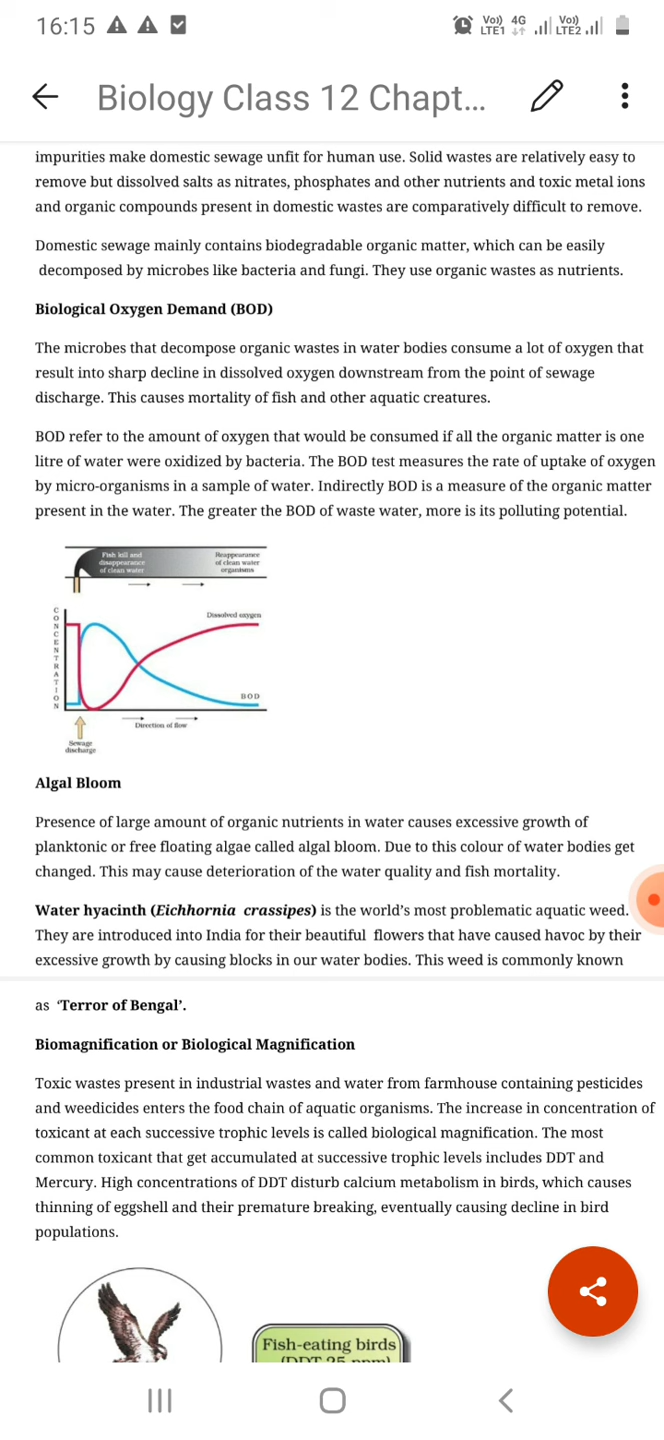 16:15
Vo)) 4G Vo))
LTE1 LTE2
Biology Class 12 Chapt...
impurities make domestic sewage unfit for human use. Solid wastes are relatively easy to
remove but dissolved salts as nitrates, phosphates and other nutrients and toxic metal ions
and organic compounds present in domestic wastes are comparatively difficult to remove.
Domestic sewage mainly contains biodegradable organic matter, which can be easily
decomposed by microbes like bacteria and fungi. They use organic wastes as nutrients.
Biological Oxygen Demand (BOD)
The microbes that decompose organic wastes in water bodies consume a lot of oxygen that
result into sharp decline in dissolved oxygen downstream from the point of sewage
discharge. This causes mortality of fish and other aquatic creatures.
BOD refer to the amount of oxygen that would be consumed if all the organic matter is one
litre of water were oxidized by bacteria. The BOD test measures the rate of uptake of oxygen
by micro-organisms in a sample of water. Indirectly BOD is a measure of the organic matter
present in the water. The greater the BOD of waste water, more is its polluting potential.
Fish kill and
disappearance
of clean water
Reappearance
of clean water
organisms
CONCENTRATION
Dissolved oxygen
BOD
Direction of flow
Sewage
discharge
Algal Bloom
Presence of large amount of organic nutrients in water causes excessive growth of
planktonic or free floating algae called algal bloom. Due to this colour of water bodies get
changed. This may cause deterioration of the water quality and fish mortality.
Water hyacinth (Eichhornia crassipes) is the world's most problematic aquatic weed.
They are introduced into India for their beautiful flowers that have caused havoc by their
excessive growth by causing blocks in our water bodies. This weed is commonly known
as 'Terror of Bengal'.
Biomagnification or Biological Magnification
Toxic wastes present in industrial wastes and water from farmhouse containing pesticides
and weedicides enters the food chain of aquatic organisms. The increase in concentration of
toxicant at each successive trophic levels is called biological magnification. The most
common toxicant that get accumulated at successive trophic levels includes DDT and
Mercury. High concentrations of DDT disturb calcium metabolism in birds, which causes
thinning of eggshell and their premature breaking, eventually causing decline in bird
populations.
Fish-eating birds
(DDT 25 ppm)